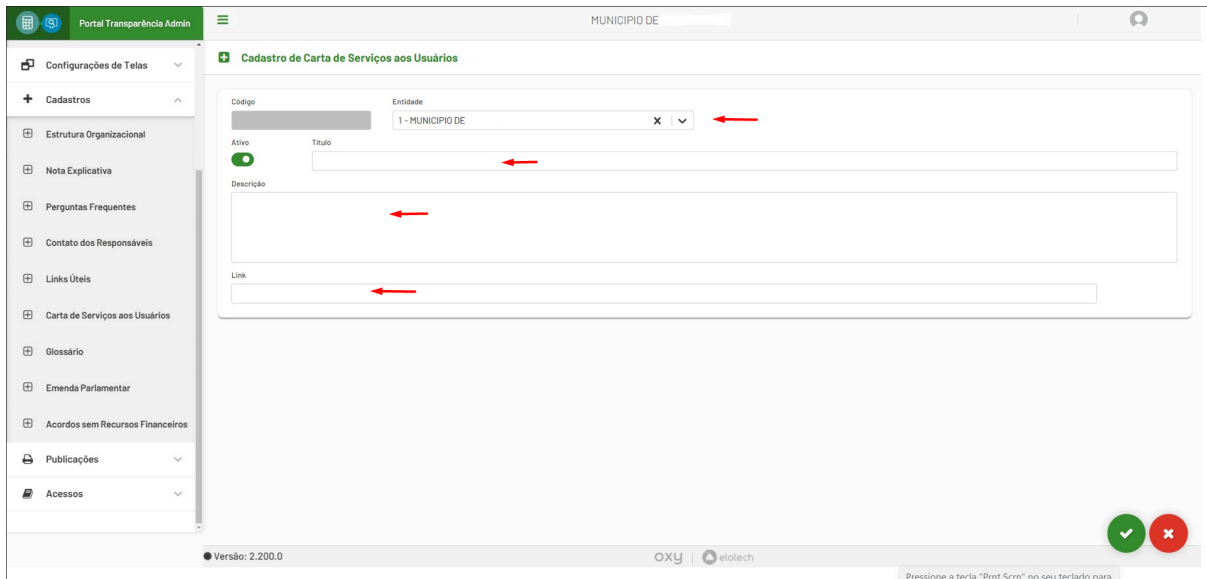 Portal Transparência Admin
MUNICIPIO DE
Configurações de Telas
Cadastros
Estrutura Organizacional
Nota Explicativa
Perguntas Frequentes
Contato dos Responsáveis
Links Úteis
Carta de Serviços aos Usuários
Glossário
Emenda Parlamentar
Acordos sem Recursos Financeiros
Publicações
Acessos
Cadastro de Carta de Serviços aos Usuários
Código
Entidade
1 - MUNICIPIO DE
Ativo
Título
Descrição
Link
Versão: 2.200.0
oxy
elotech
Pressione a tecla "Prnt Scrn" no seu teclado para